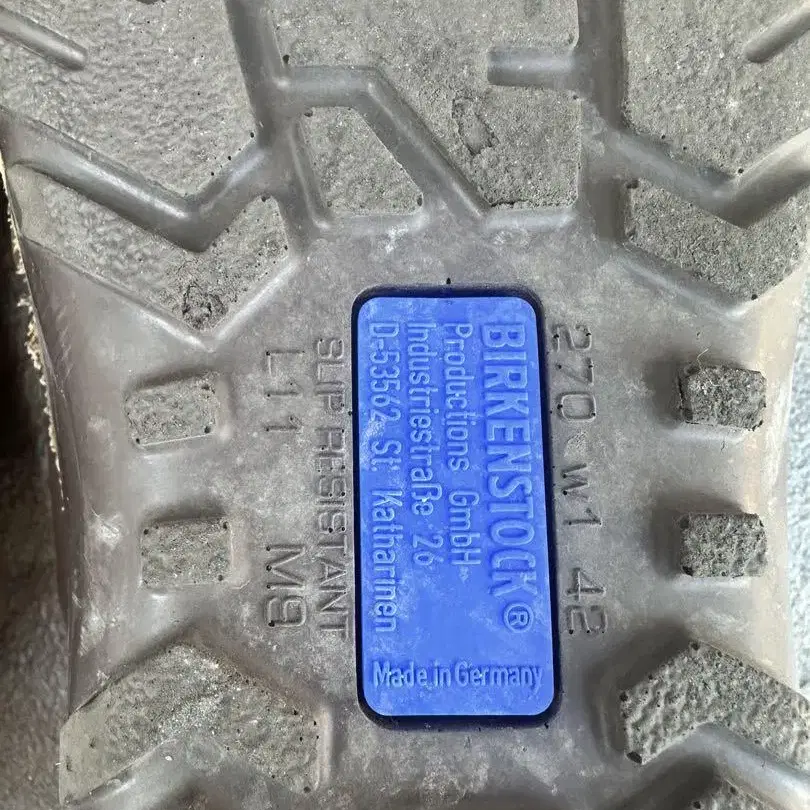 270 W1 42
BIRKENSTOCK®
Productions GmbH
Industriestraße 26
D-53562 St. Katharinen
Made in Germany
SLIP RESISTANT
L11 M9